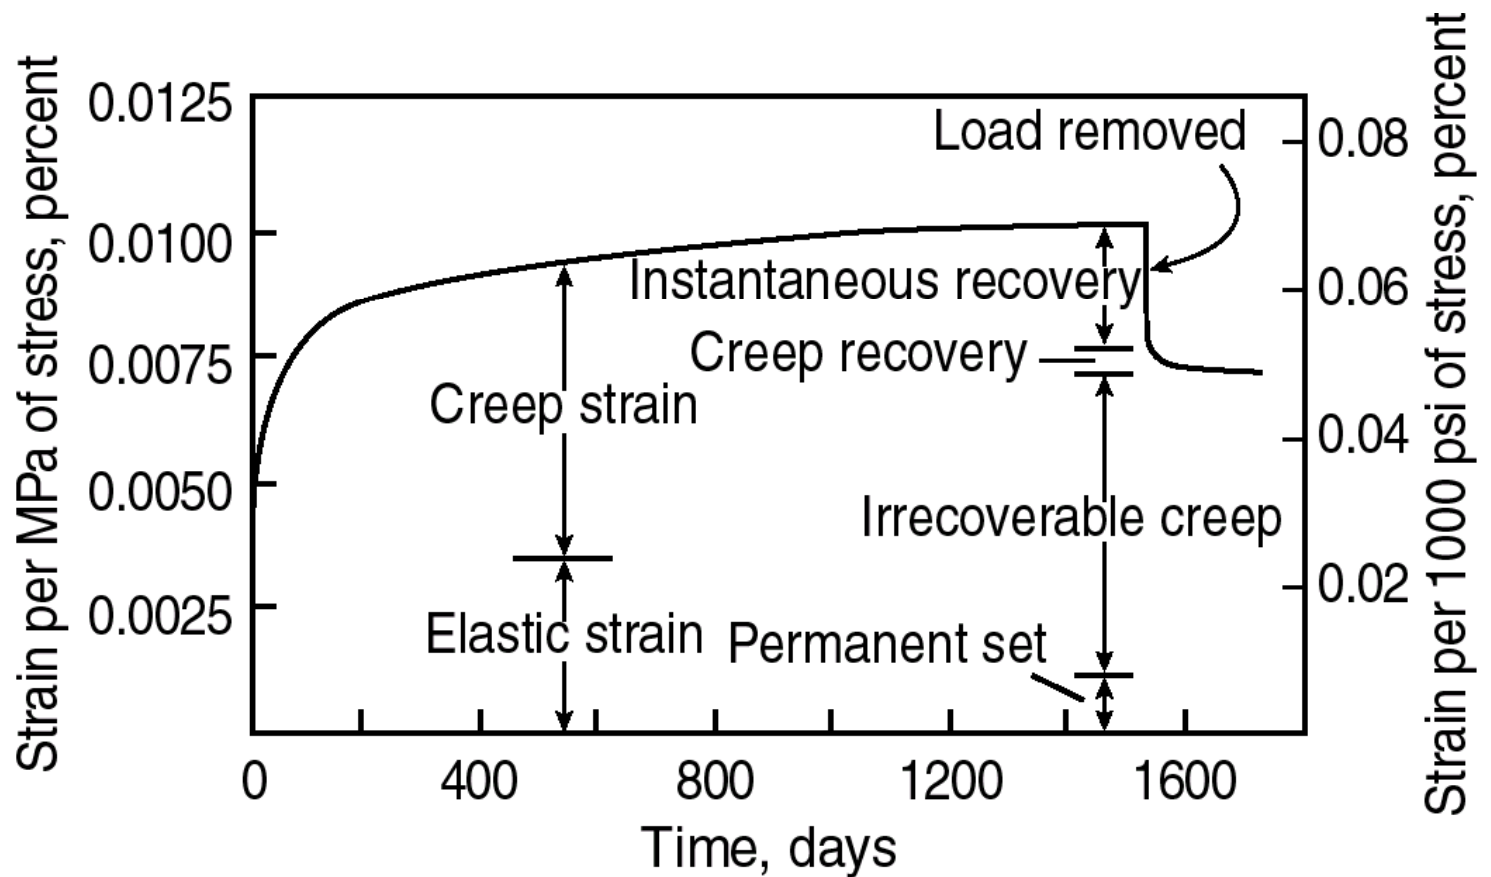 Strain per MPa of stress, percent
0.0125
0.0100
0.0075
0.0050
0.0025
Load removed
Instantaneous recovery
Creep recovery
Creep strain
Irrecoverable creep
Elastic strain
Permanent set
0.08
0.06
0.04
0.02
Strain per 1000 psi of stress, percent
0 400 800 1200 1600
Time, days